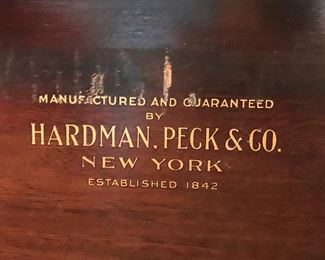 MANUFACTURED AND GUARANTEED
BY
HARDMAN, PECK & CO.
NEW YORK
ESTABLISHED 1842